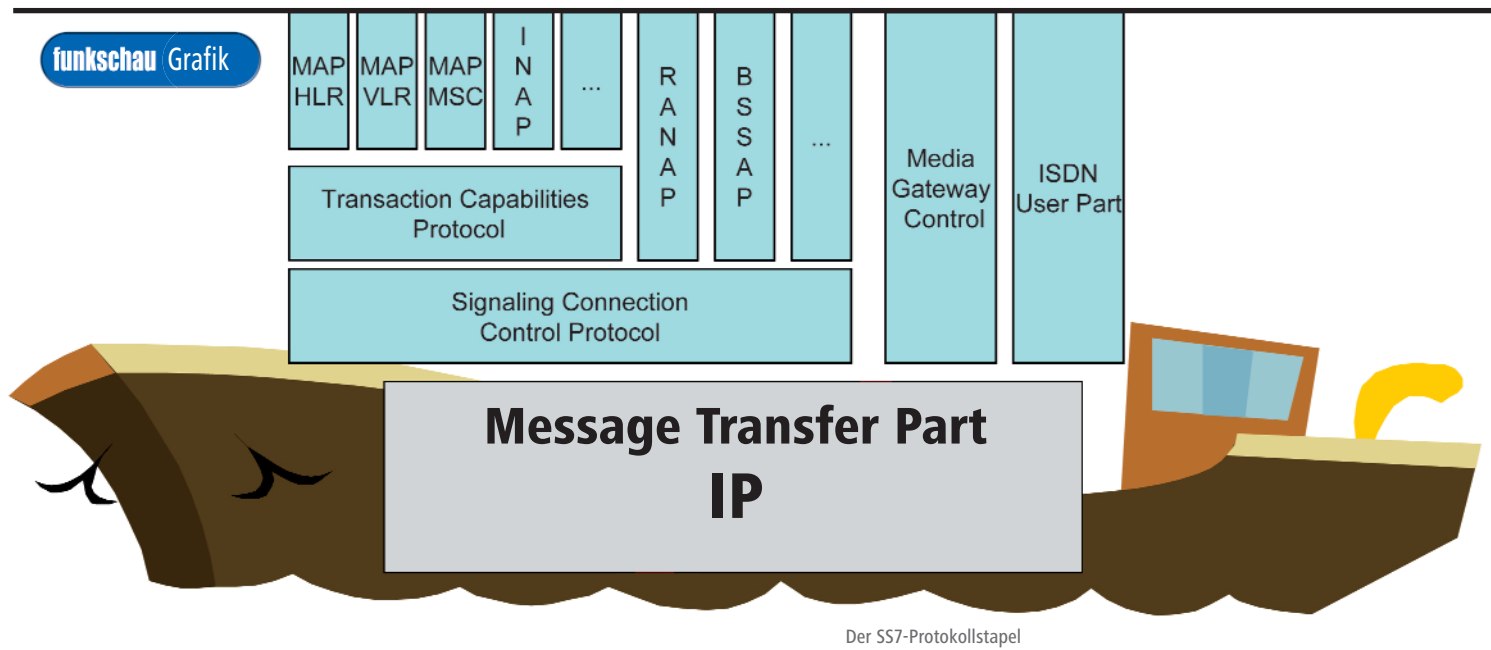 funkschau Grafik
MAP
HLR
MAP
VLR
MAP
MSC
I
N
A
P
...
R
A
N
A
P
B
S
S
A
P
...
Media
Gateway
Control
ISDN
User Part
Transaction Capabilities
Protocol
Signaling Connection
Control Protocol
Message Transfer Part
IP
Der SS7-Protokollstapel